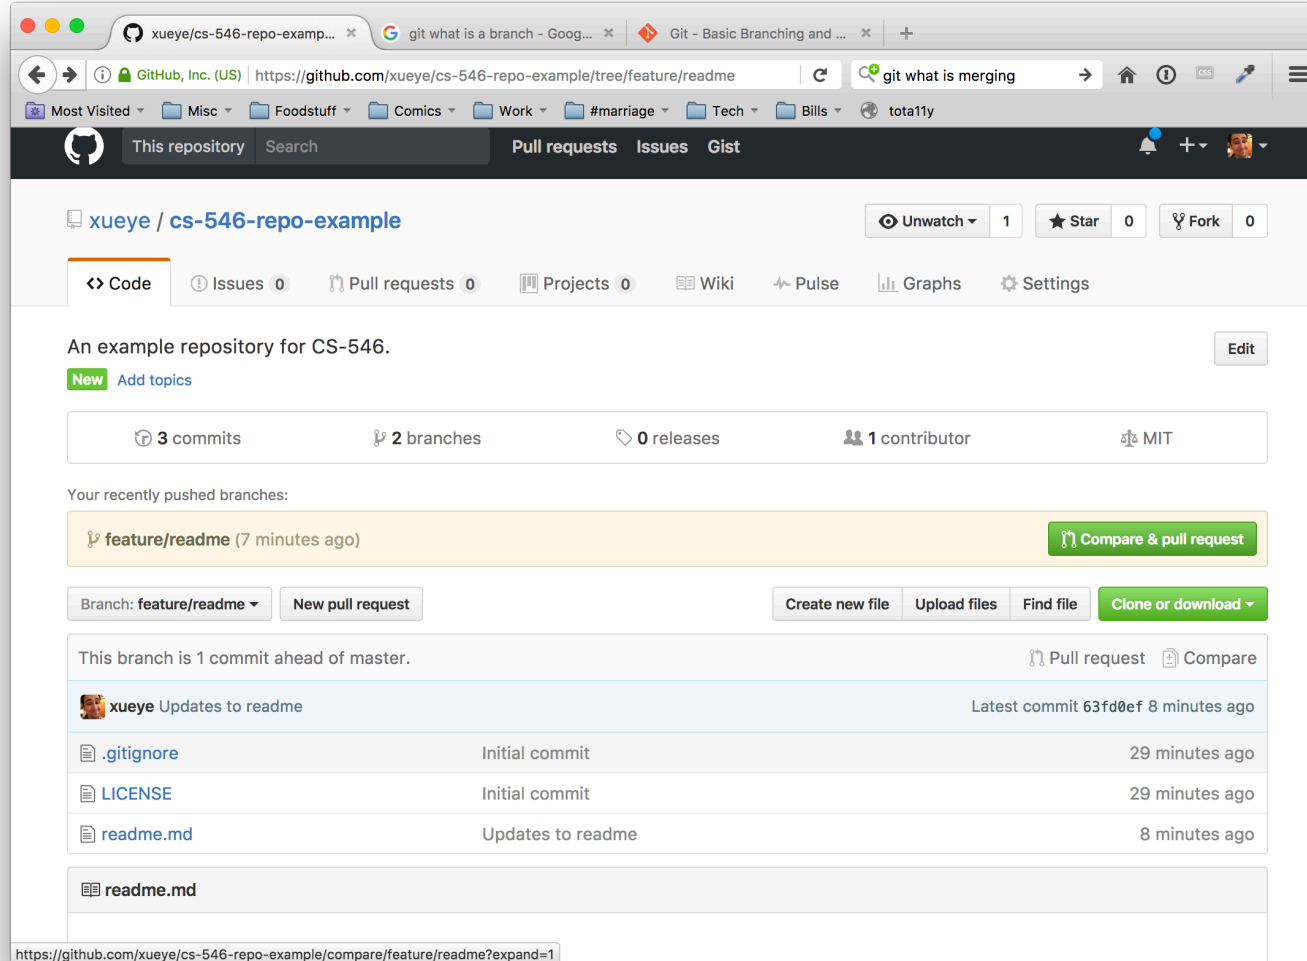 xueye/cs-546-repo-examp... × git what is a branch - Goog... × Git - Basic Branching and ... × +
GitHub, Inc. (US) https://github.com/xueye/cs-546-repo-example/tree/feature/readme git what is merging
Most Visited Misc Foodstuff Comics Work #marriage Tech Bills tota11y
This repository Search Pull requests Issues Gist
xueye / cs-546-repo-example Unwatch 1 Star 0 Fork 0
<> Code Issues 0 Pull requests 0 Projects 0 Wiki Pulse Graphs Settings
An example repository for CS-546. Edit
New Add topics
3 commits 2 branches 0 releases 1 contributor MIT
Your recently pushed branches:
feature/readme (7 minutes ago) Compare & pull request
Branch: feature/readme New pull request Create new file Upload files Find file Clone or download
This branch is 1 commit ahead of master. Pull request Compare
xueye Updates to readme Latest commit 63fd0ef 8 minutes ago
.gitignore Initial commit 29 minutes ago
LICENSE Initial commit 29 minutes ago
readme.md Updates to readme 8 minutes ago
readme.md
https://github.com/xueye/cs-546-repo-example/compare/feature/readme?expand=1